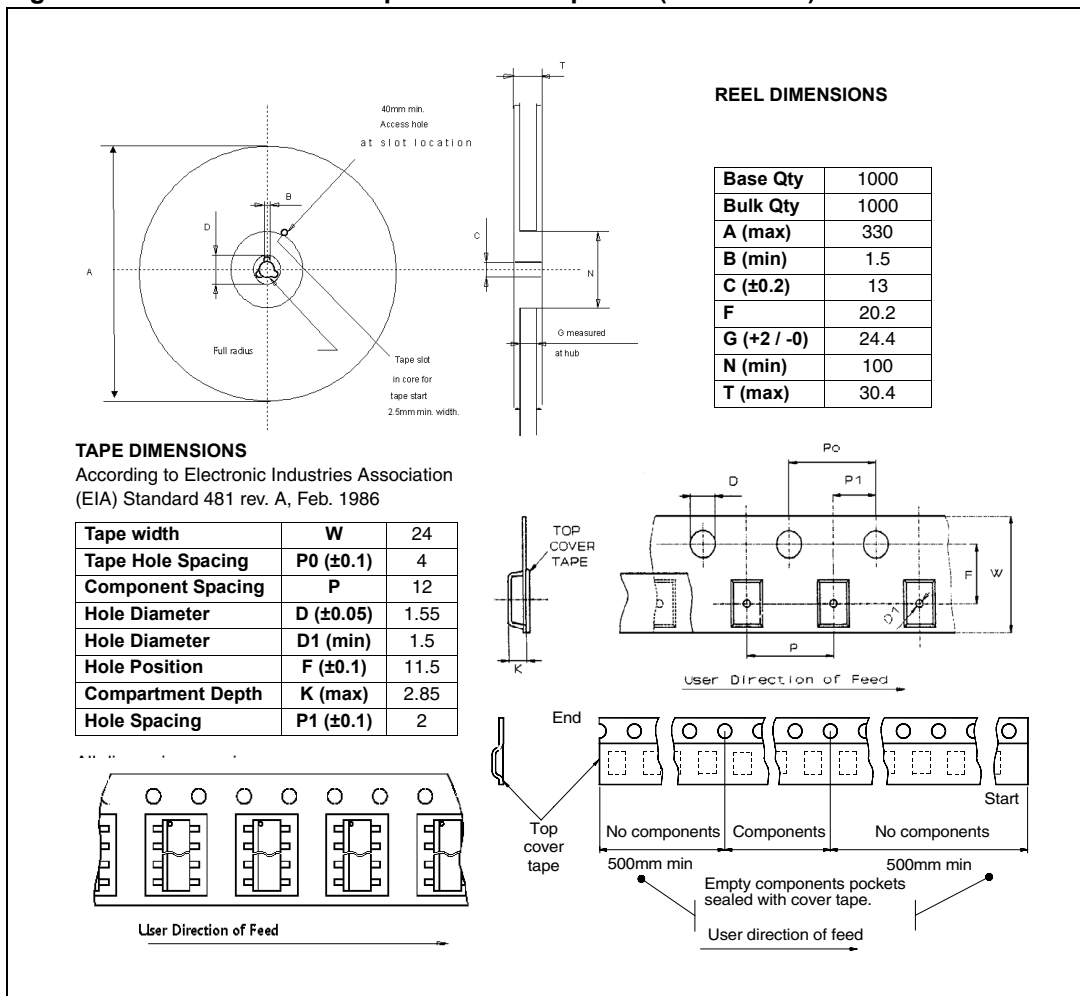 T
REEL DIMENSIONS
40mm min.
Access hole
at slot location
B
D
C
A
N
G measured
at hub
Full radius
Tape slot
in core for
tape start
2.5mm min. width.
Base Qty 1000
Bulk Qty 1000
A (max) 330
B (min) 1.5
C (±0.2) 13
F 20.2
G (+2 / -0) 24.4
N (min) 100
T (max) 30.4
TAPE DIMENSIONS
According to Electronic Industries Association
(EIA) Standard 481 rev. A, Feb. 1986
Tape width W 24
Tape Hole Spacing P0 (±0.1) 4
Component Spacing P 12
Hole Diameter D (±0.05) 1.55
Hole Diameter D1 (min) 1.5
Hole Position F (±0.1) 11.5
Compartment Depth K (max) 2.85
Hole Spacing P1 (±0.1) 2
Po
D
P1
TOP
COVER
TAPE
F
W
D1
K
P
User Direction of Feed
End
Start
Top
cover
tape
No components
Components
No components
500mm min
500mm min
Empty components pockets
sealed with cover tape.
User direction of feed
User Direction of Feed